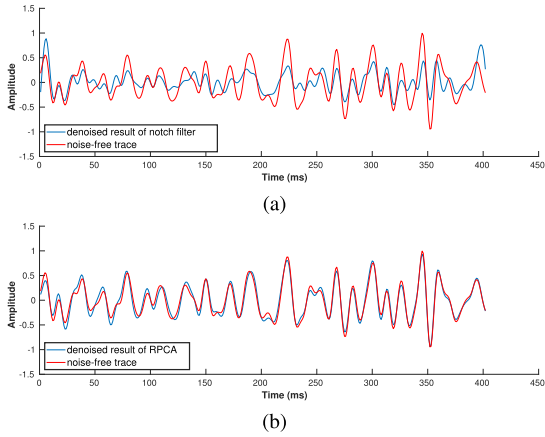 1.5
1
0.5
0
-0.5
-1
-1.5
Amplitude
denoised result of notch filter
noise-free trace
0 50 100 150 200 250 300 350 400 450
Time (ms)
(a)
1.5
1
0.5
0
-0.5
-1
-1.5
Amplitude
denoised result of RPCA
noise-free trace
0 50 100 150 200 250 300 350 400 450
Time (ms)
(b)